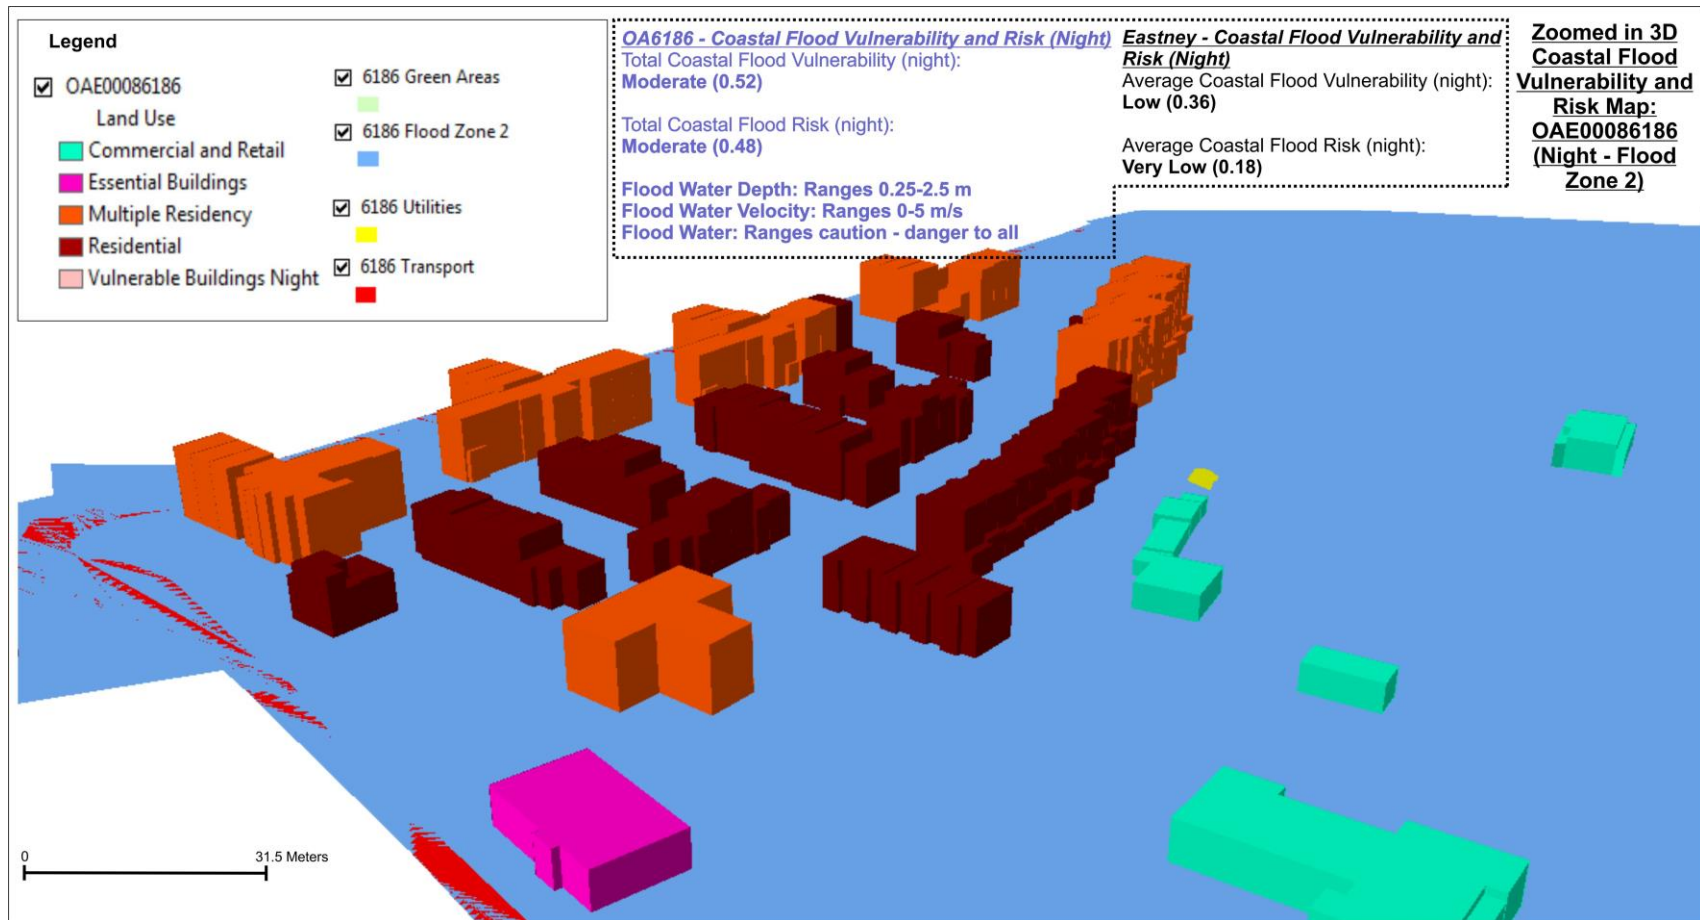 Legend
OAE00086186
Land Use
Commercial and Retail
Essential Buildings
Multiple Residency
Residential
Vulnerable Buildings Night
6186 Green Areas
6186 Flood Zone 2
6186 Utilities
6186 Transport
OA6186 - Coastal Flood Vulnerability and Risk (Night)
Total Coastal Flood Vulnerability (night):
Moderate (0.52)
Total Coastal Flood Risk (night):
Moderate (0.48)
Flood Water Depth: Ranges 0.25-2.5 m
Flood Water Velocity: Ranges 0-5 m/s
Flood Water: Ranges caution - danger to all
Eastney - Coastal Flood Vulnerability and
Risk (Night)
Average Coastal Flood Vulnerability (night):
Low (0.36)
Average Coastal Flood Risk (night):
Very Low (0.18)
Zoomed in 3D
Coastal Flood
Vulnerability and
Risk Map:
OAE00086186
(Night - Flood
Zone 2)
0
31.5 Meters